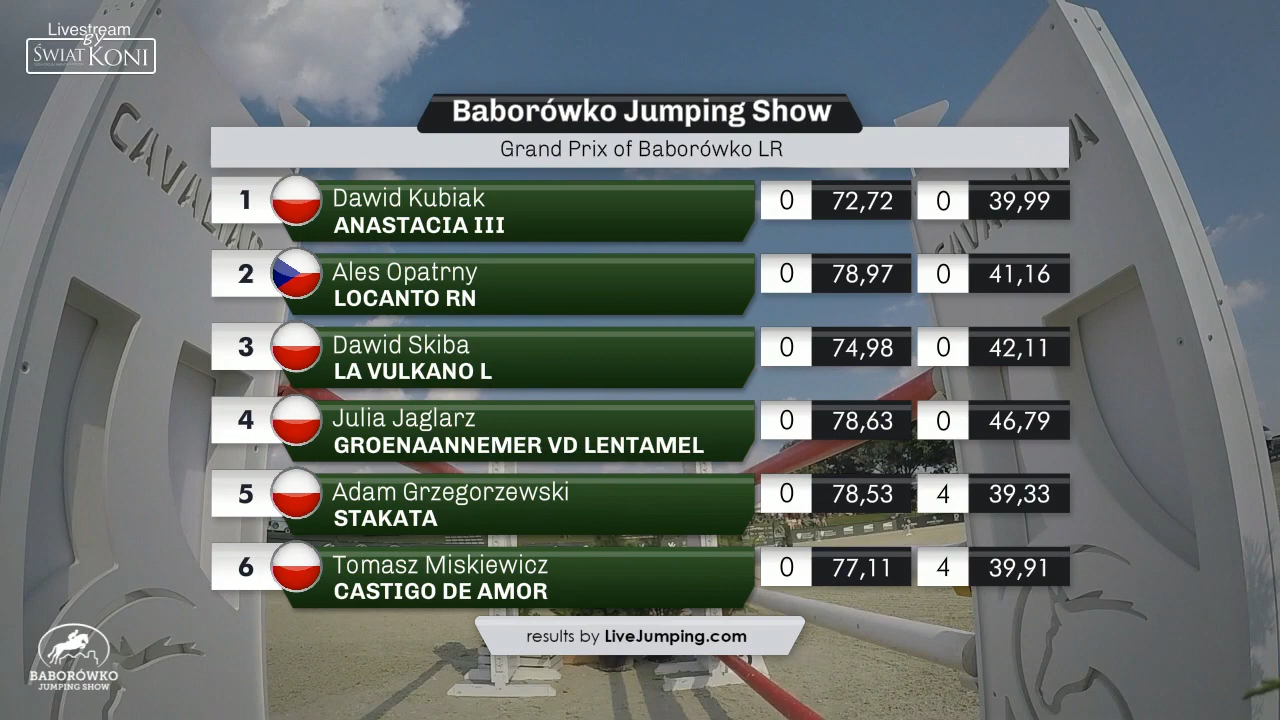 Livestream
BY
ŚWIAT KONI
CAVALIADA
Baborówko Jumping Show
Grand Prix of Baborówko LR
1 Dawid Kubiak 0 72,72 0 39,99
ANASTACIA III
2 Ales Opatrny 0 78,97 0 41,16
LOCANTO RN
3 Dawid Skiba 0 74,98 0 42,11
LA VULKANO L
4 Julia Jaglarz 0 78,63 0 46,79
GROENAANNEMER VD LENTAMEL
5 Adam Grzegorzewski 0 78,53 4 39,33
STAKATA
6 Tomasz Miskiewicz 0 77,11 4 39,91
CASTIGO DE AMOR
results by LiveJumping.com
BABORÓWKO
JUMPING SHOW